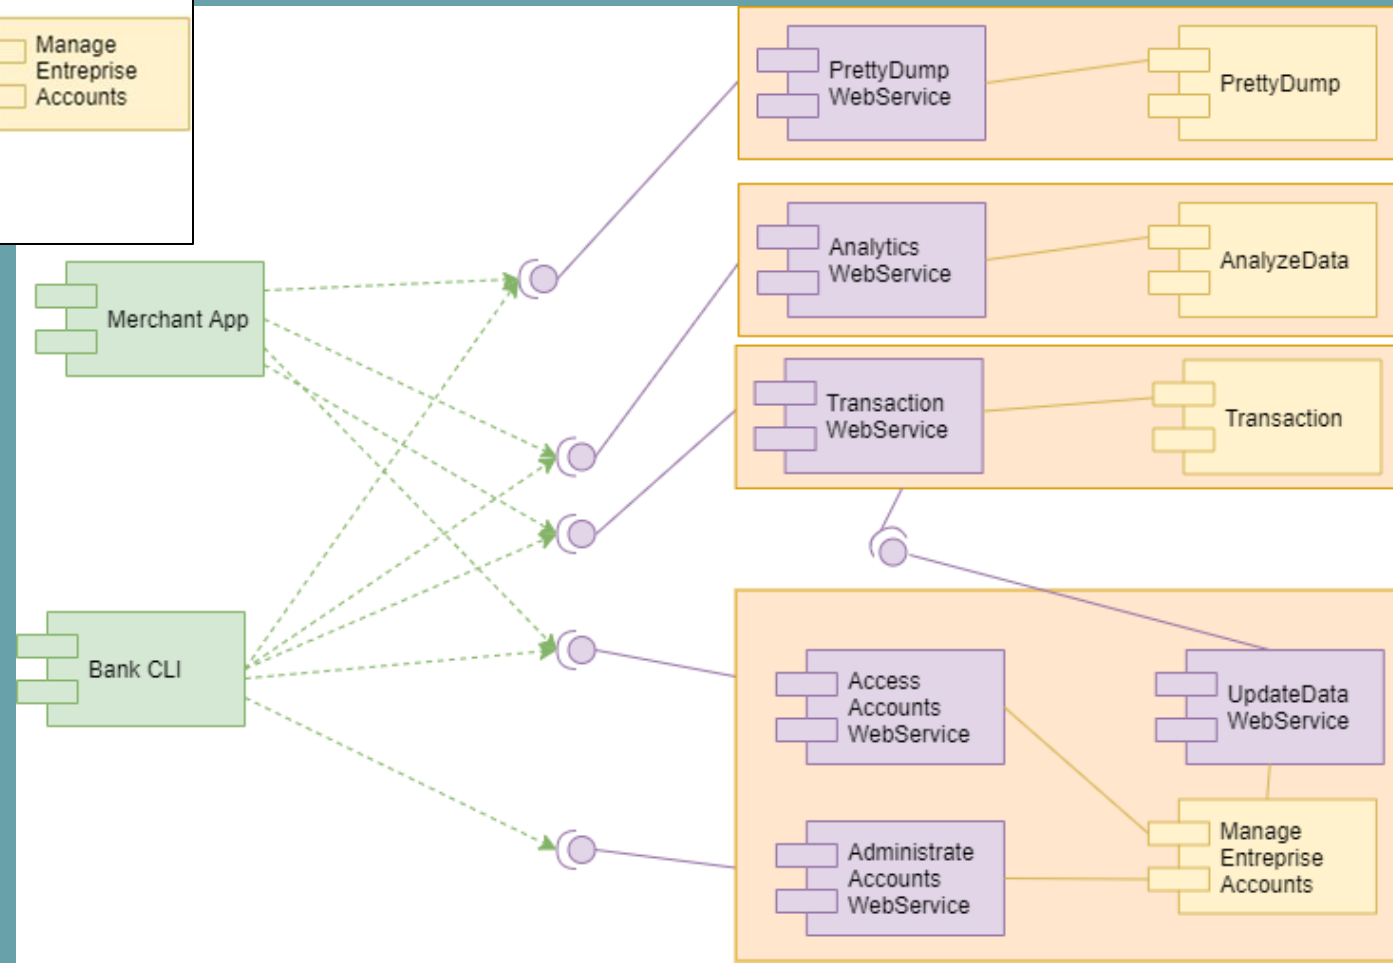 Manage
Entreprise
Accounts
PrettyDump
WebService
PrettyDump
Analytics
WebService
AnalyzeData
Merchant App
Transaction
WebService
Transaction
Bank CLI
Access
Accounts
WebService
UpdateData
WebService
Administrate
Accounts
WebService
Manage
Entreprise
Accounts